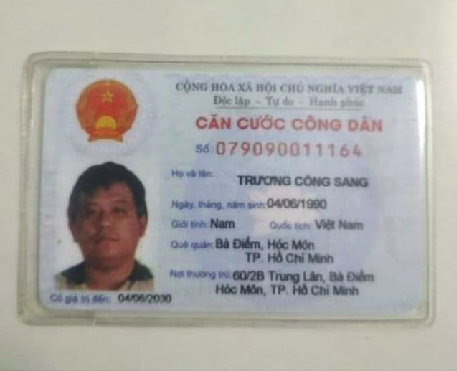 CỘNG HÒA XÃ HỘI CHỦ NGHĨA VIỆT NAM
Độc lập - Tự do - Hạnh phúc
CĂN CƯỚC CÔNG DÂN
Số: 079090011164
Họ và tên: TRƯƠNG CÔNG SANG
Ngày, tháng, năm sinh: 04/06/1990
Giới tính: Nam Quốc tịch: Việt Nam
Quê quán: Bà Điểm, Hóc Môn
TP. Hồ Chí Minh
Nơi thường trú: 60/2B Trung Lân, Bà Điểm
Hóc Môn, TP. Hồ Chí Minh
Có giá trị đến: 04/06/2030